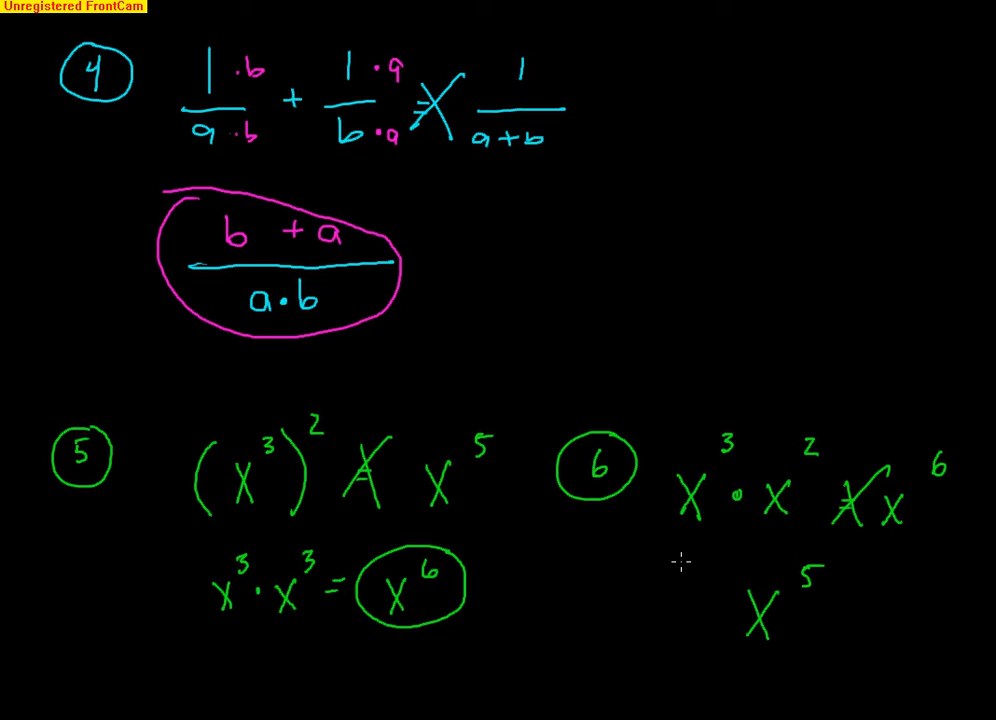 Unregistered FrontCam
4 1·b/a·b + 1·a/b·a ≠ 1/a+b
b + a/a·b
5 (x³)² ≠ x⁵
x³·x³ = x⁶
6 x³·x² ≠ x⁶
x⁵